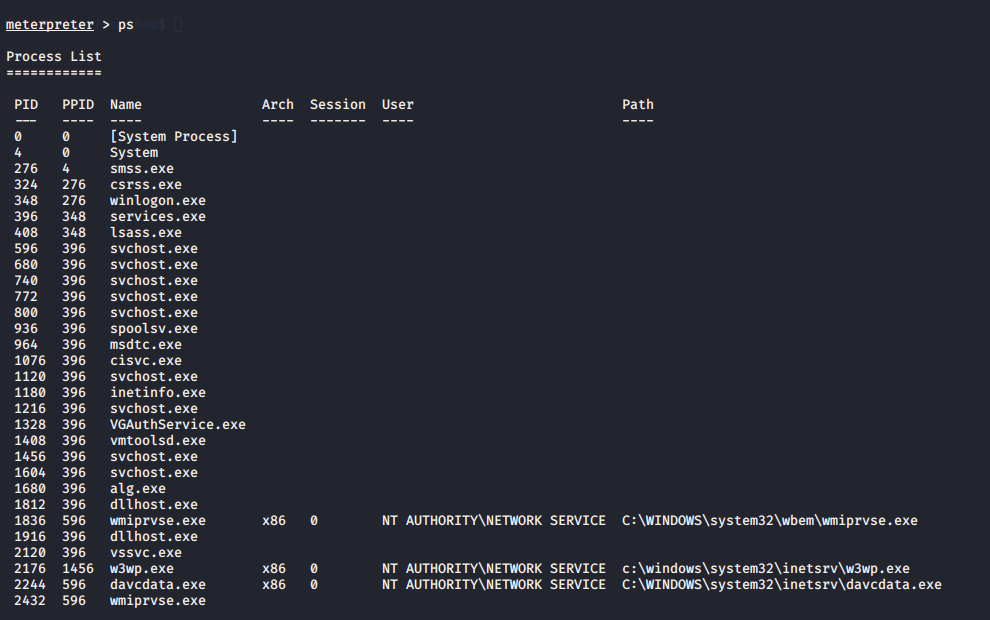 meterpreter > ps
Process List
============
PID PPID Name Arch Session User Path
--- ---- ---- ---- ------- ---- ----
0 0 [System Process]
4 0 System
276 4 smss.exe
324 276 csrss.exe
348 276 winlogon.exe
396 348 services.exe
408 348 lsass.exe
596 396 svchost.exe
680 396 svchost.exe
740 396 svchost.exe
772 396 svchost.exe
800 396 svchost.exe
936 396 spoolsv.exe
964 396 msdtc.exe
1076 396 cisvc.exe
1120 396 svchost.exe
1180 396 inetinfo.exe
1216 396 svchost.exe
1328 396 VGAuthService.exe
1408 396 vmtoolsd.exe
1456 396 svchost.exe
1604 396 svchost.exe
1680 396 alg.exe
1812 396 dllhost.exe
1836 596 wmiprvse.exe x86 0 NT AUTHORITY\NETWORK SERVICE C:\WINDOWS\system32\wbem\wmiprvse.exe
1916 396 dllhost.exe
2120 396 vssvc.exe
2176 1456 w3wp.exe x86 0 NT AUTHORITY\NETWORK SERVICE c:\windows\system32\inetsrv\w3wp.exe
2244 596 davcdata.exe x86 0 NT AUTHORITY\NETWORK SERVICE C:\WINDOWS\system32\inetsrv\davcdata.exe
2432 596 wmiprvse.exe